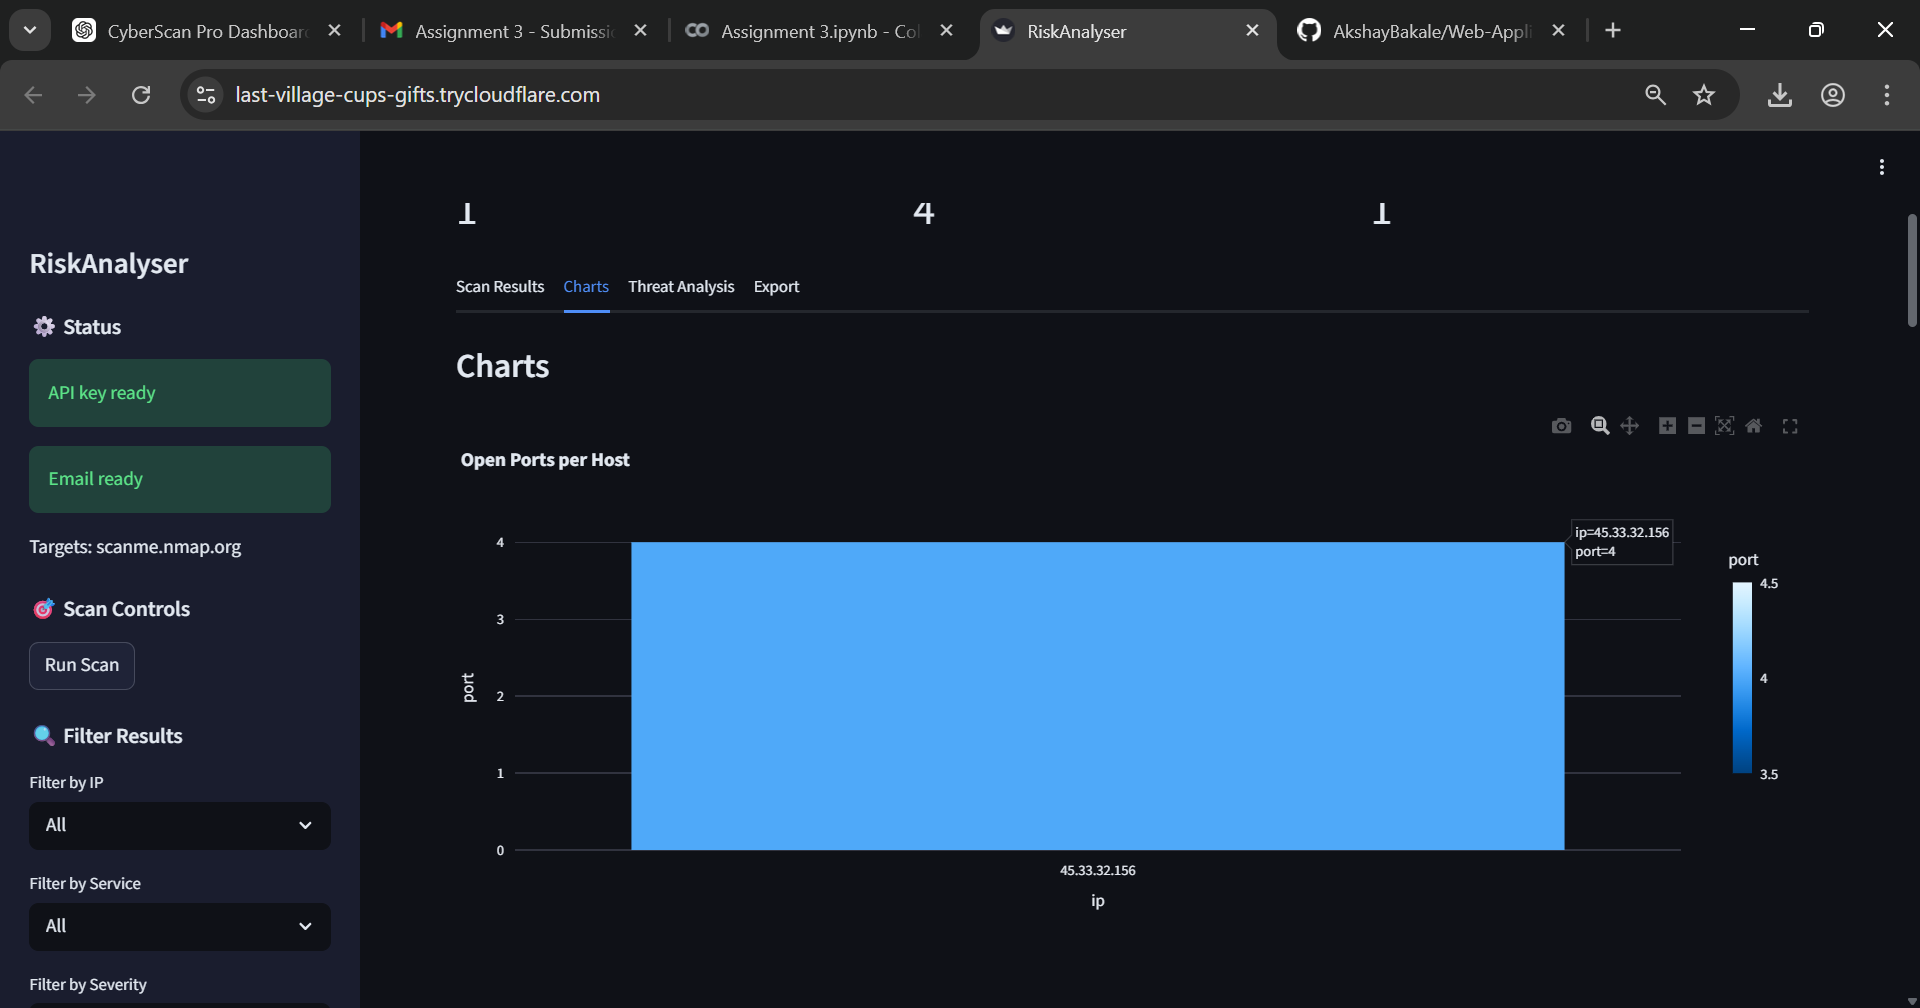 CyberScan Pro Dashboar
Assignment 3 - Submissi
Assignment 3.ipynb - Col
RiskAnalyser
AkshayBakale/Web-Appli
last-village-cups-gifts.trycloudflare.com
RiskAnalyser
Status
API key ready
Email ready
Targets: scanme.nmap.org
Scan Controls
Run Scan
Filter Results
Filter by IP
All
Filter by Service
All
Filter by Severity
1
4
1
Scan Results
Charts
Threat Analysis
Export
Charts
Open Ports per Host
4
3
2
1
0
port
45.33.32.156
ip
ip=45.33.32.156
port=4
port
4.5
4
3.5